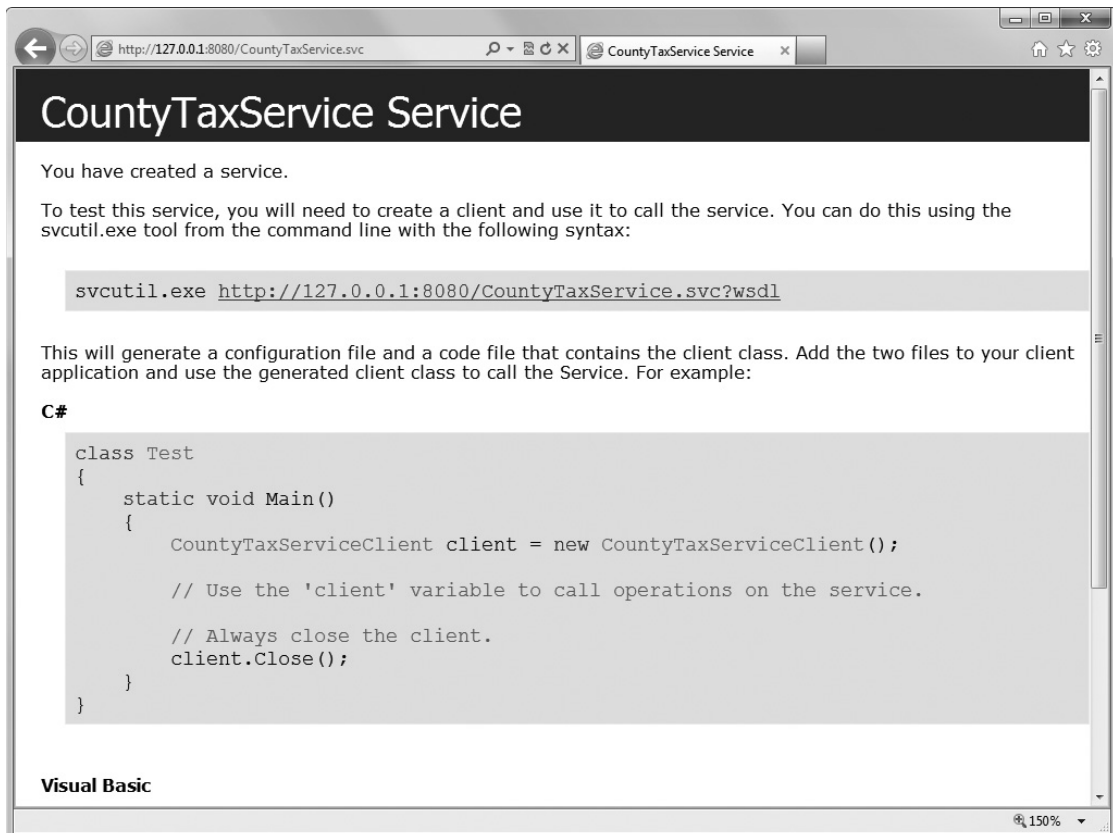 http://127.0.0.1:8080/CountyTaxService.svc
CountyTaxService Service
CountyTaxService Service
You have created a service.
To test this service, you will need to create a client and use it to call the service. You can do this using the
svcutil.exe tool from the command line with the following syntax:
svcutil.exe http://127.0.0.1:8080/CountyTaxService.svc?wsdl
This will generate a configuration file and a code file that contains the client class. Add the two files to your client
application and use the generated client class to call the Service. For example:
C#
class Test
{
    static void Main()
    {
        CountyTaxServiceClient client = new CountyTaxServiceClient();
        // Use the 'client' variable to call operations on the service.
        // Always close the client.
        client.Close();
    }
}
Visual Basic
150%